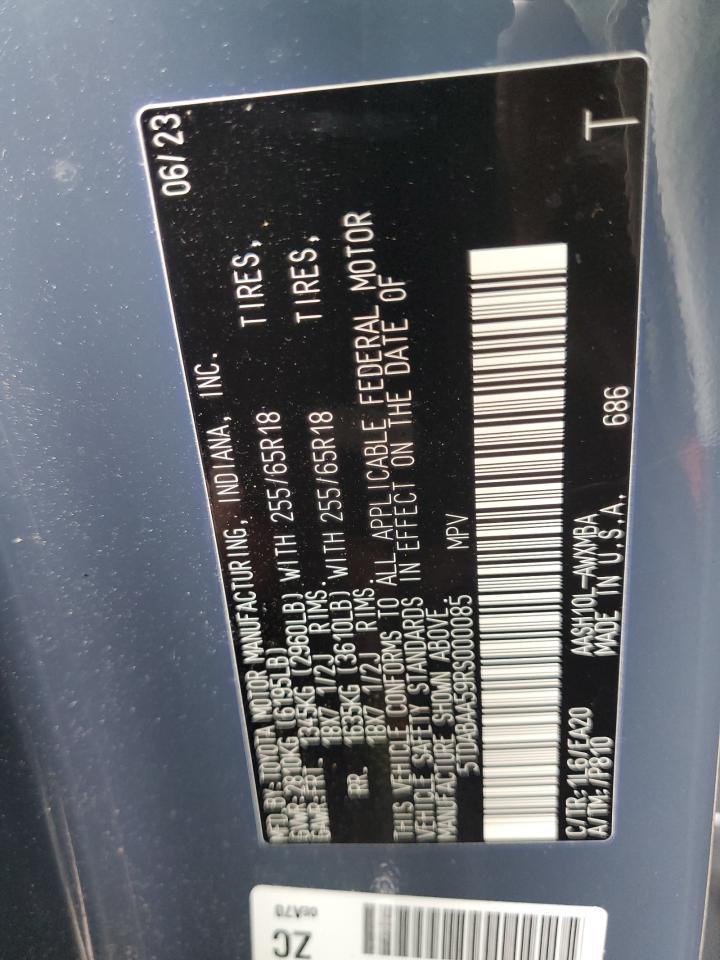 MFD.BY:TOYOTA MOTOR MANUFACTURING, INDIANA, INC. 06/23
GVWR:2810KG (6195LB)
GAWR:FRT. 1345KG (2960LB) WITH 255/65R18 TIRES,
18X7 1/2J RIMS.
RR. 1635KG (3610LB) WITH 255/65R18 TIRES,
18X7 1/2J RIMS.
THIS VEHICLE CONFORMS TO ALL APPLICABLE FEDERAL MOTOR
VEHICLE SAFETY STANDARDS IN EFFECT ON THE DATE OF
MANUFACTURE SHOWN ABOVE.
5TDABAA59RS000085 MPV
C/TR:1L6/EA20 AASH10L-AWXMBA 686
A/TM:/P810 MADE IN U.S.A. T
ZC